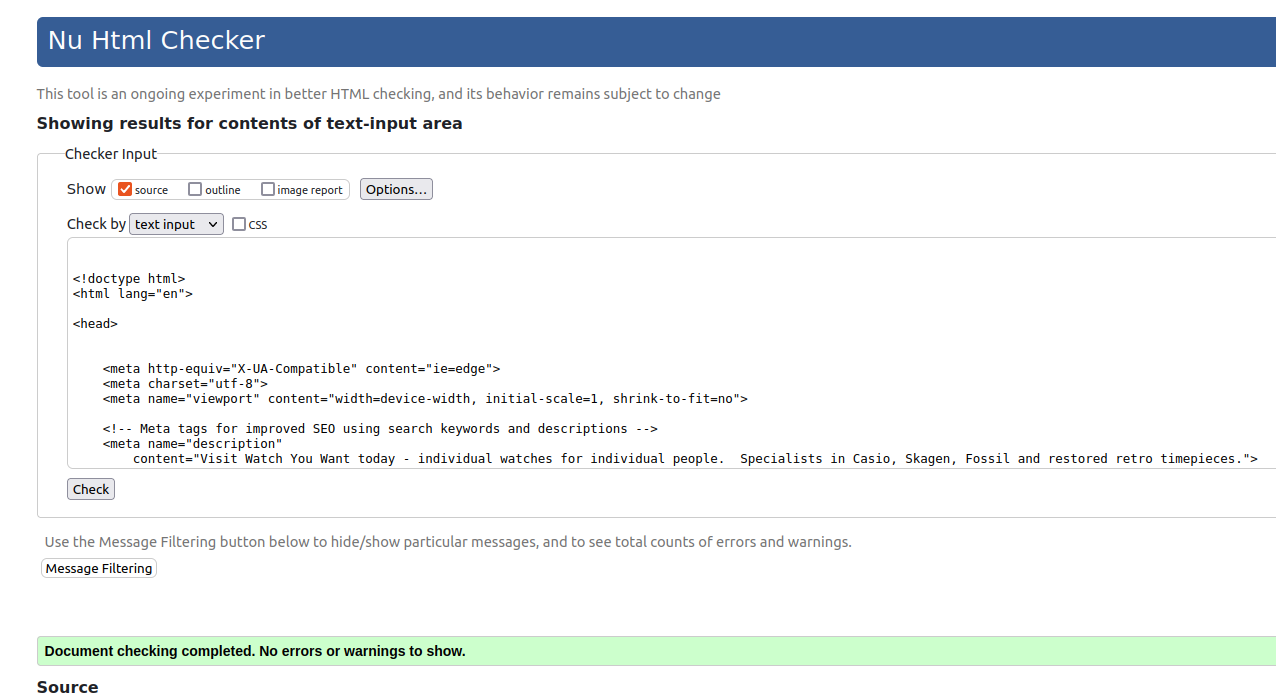 Nu Html Checker
This tool is an ongoing experiment in better HTML checking, and its behavior remains subject to change
Showing results for contents of text-input area
Checker Input
Show source outline image report Options...
Check by text input CSS
<!doctype html>
<html lang="en">
<head>
<meta http-equiv="X-UA-Compatible" content="ie=edge">
<meta charset="utf-8">
<meta name="viewport" content="width=device-width, initial-scale=1, shrink-to-fit=no">
<!-- Meta tags for improved SEO using search keywords and descriptions -->
<meta name="description"
content="Visit Watch You Want today - individual watches for individual people.  Specialists in Casio, Skagen, Fossil and restored retro timepieces.">
Check
Use the Message Filtering button below to hide/show particular messages, and to see total counts of errors and warnings.
Message Filtering
Document checking completed. No errors or warnings to show.
Source